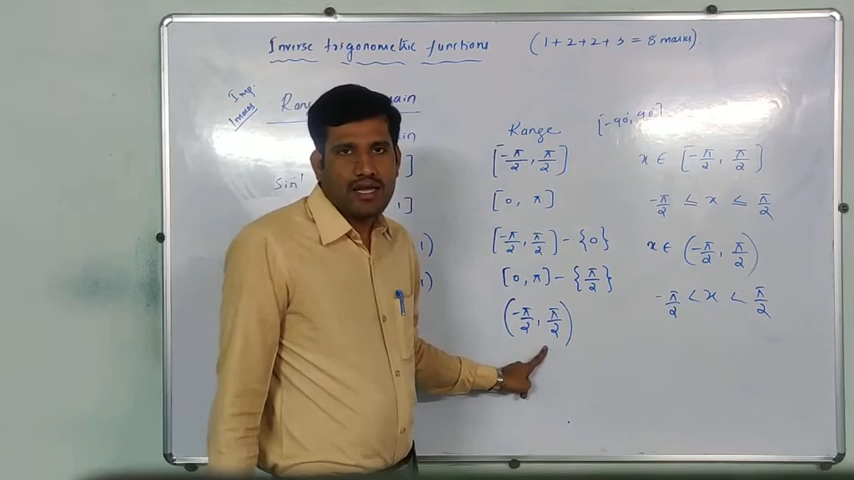 Inverse trigonometric functions (1+2+2+3 = 8 marks)
Imp.
Range
Range
[-90, 90]
[-π/2, π/2]
x ∈ [-π/2, π/2]
sin⁻¹
[0, π]
-π/2 ≤ x ≤ π/2
[-π/2, π/2] - {0}
x ∈ (-π/2, π/2)
[0, π] - {π/2}
-π/2 < x < π/2
(-π/2, π/2)